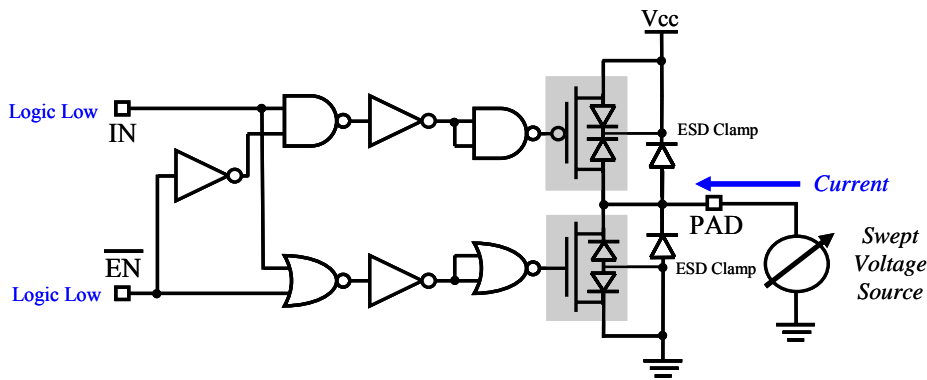 Vcc
Logic Low
IN
ESD Clamp
Current
PAD
EN
Logic Low
ESD Clamp
Swept
Voltage
Source